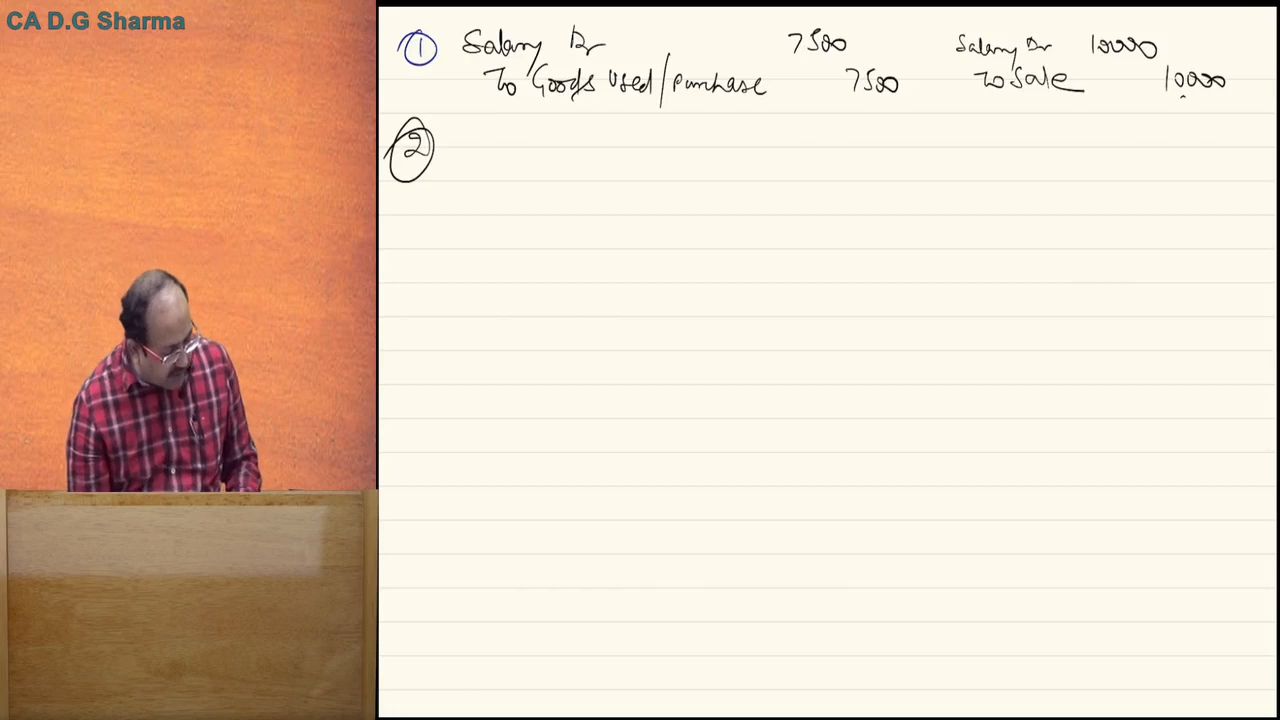 CA D.G Sharma
① Salary Dr 7500 Salary Dr 10000
To Goods Used/Purchase 7500 To Sale 10000
②